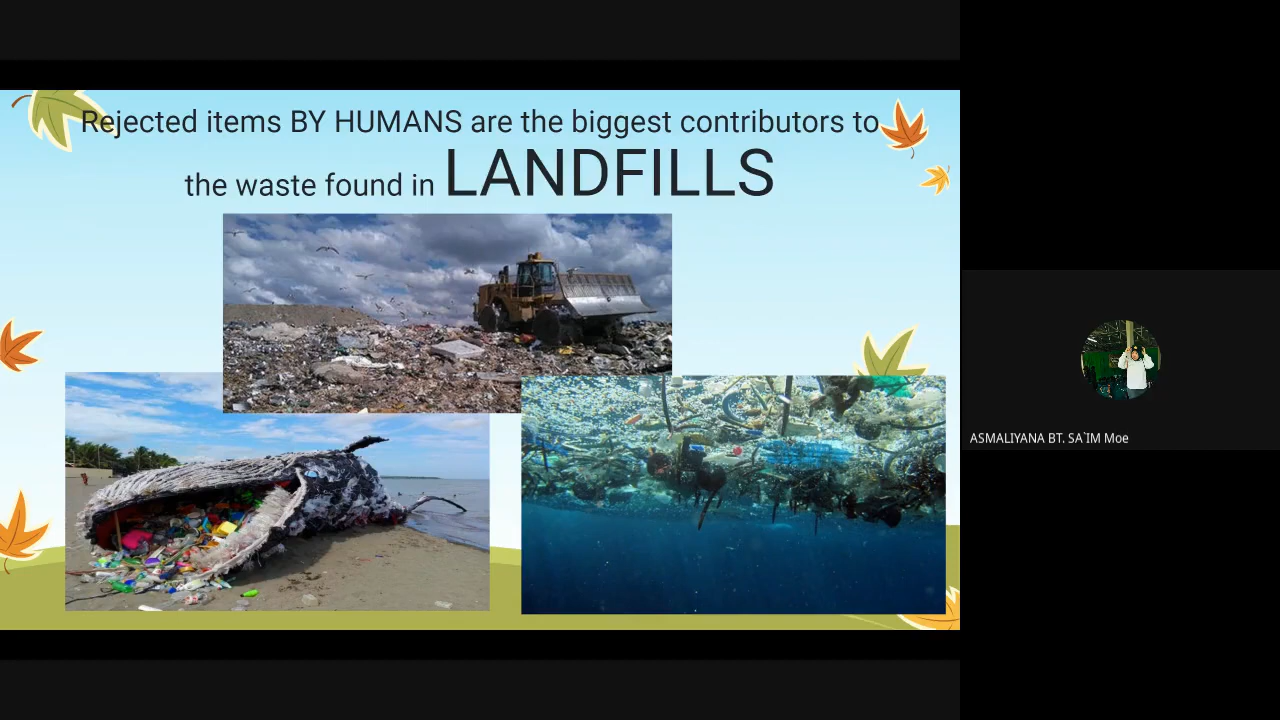 Rejected items BY HUMANS are the biggest contributors to
the waste found in LANDFILLS
ASMALIYANA BT. SA`IM Moe